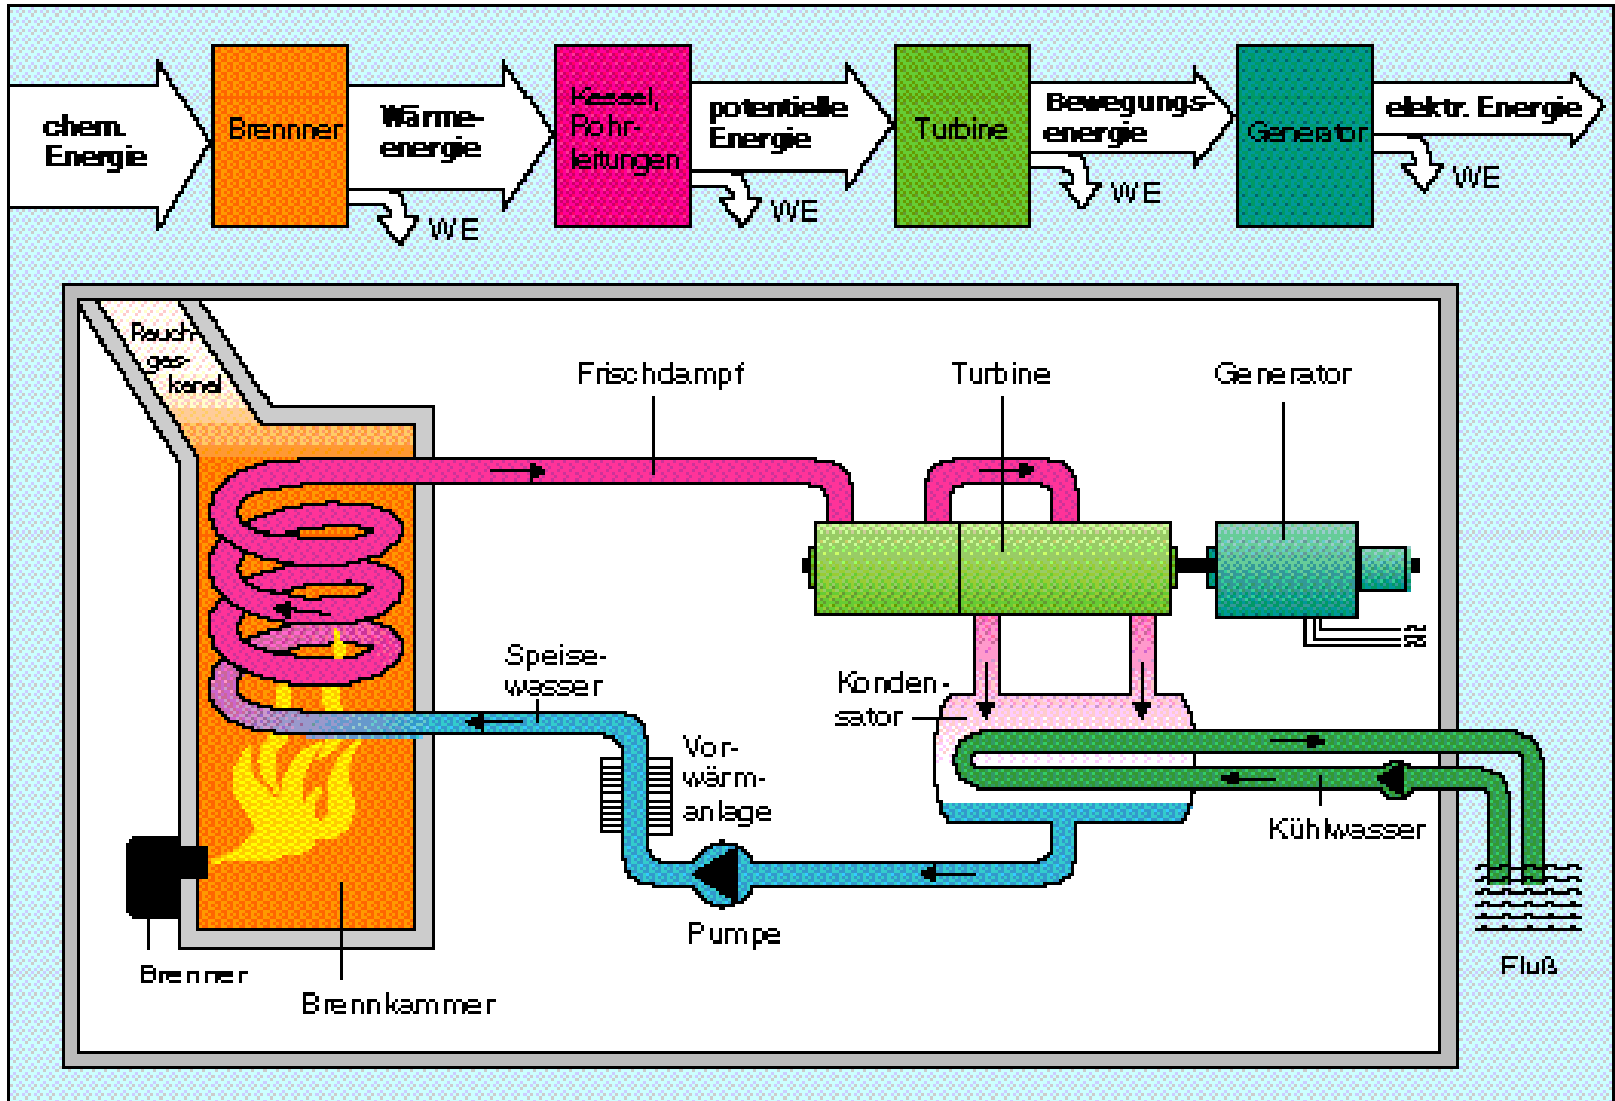 chem.
Energie
Brennner
Wärme-
energie
WE
Kessel,
Rohr-
leitungen
potentielle
Energie
WE
Turbine
Bewegungs-
energie
WE
Generator
elektr. Energie
WE
Rauch-
gas-
kanal
Frischdampf
Turbine
Generator
Speise-
wasser
Konden-
sator
Vor-
wärm-
anlage
Kühlwasser
Pumpe
Fluß
Brenner
Brennkammer